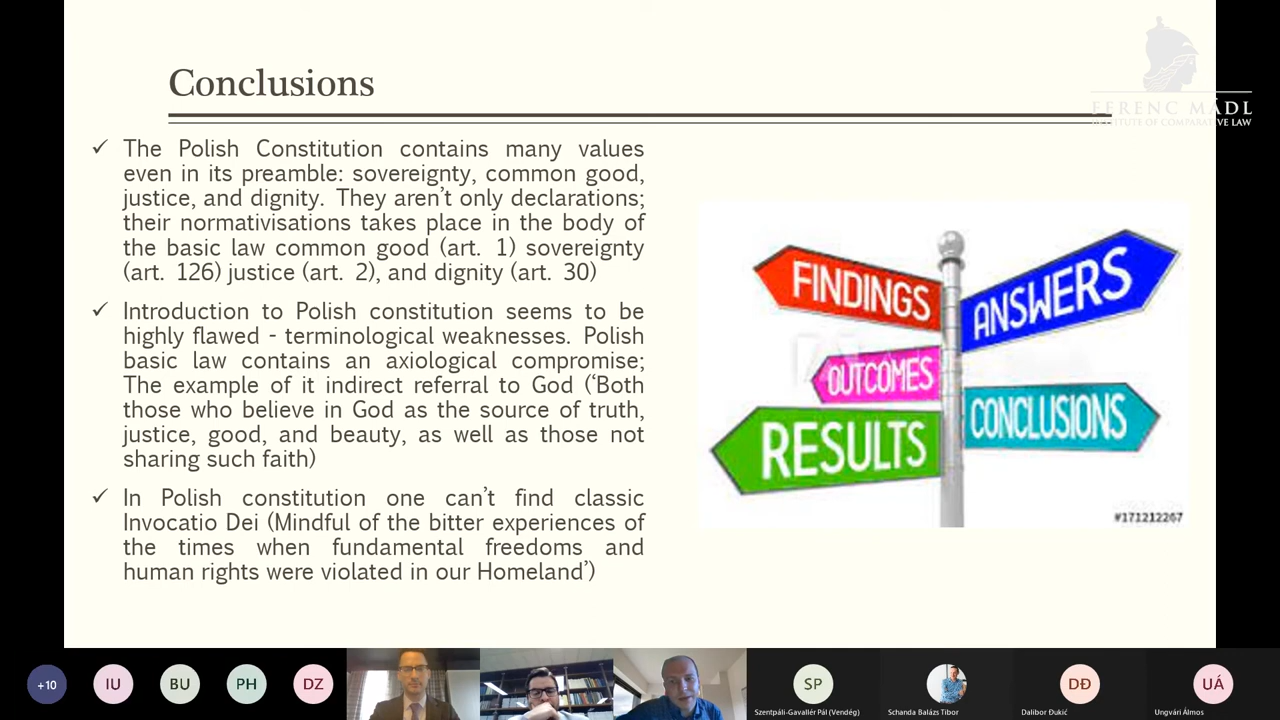 Conclusions
FERENC MÁDL
INSTITUTE OF COMPARATIVE LAW
✓ The Polish Constitution contains many values
even in its preamble: sovereignty, common good,
justice, and dignity. They aren't only declarations;
their normativisations takes place in the body of
the basic law common good (art. 1) sovereignty
(art. 126) justice (art. 2), and dignity (art. 30)
✓ Introduction to Polish constitution seems to be
highly flawed - terminological weaknesses. Polish
basic law contains an axiological compromise;
The example of it indirect referral to God ('Both
those who believe in God as the source of truth,
justice, good, and beauty, as well as those not
sharing such faith)
✓ In Polish constitution one can't find classic
Invocatio Dei (Mindful of the bitter experiences of
the times when fundamental freedoms and
human rights were violated in our Homeland')
FINDINGS
ANSWERS
OUTCOMES
CONCLUSIONS
RESULTS
#171212267
+10
IU
BU
PH
DZ
SP
DĐ
UÁ
Szentpáli-Gavallér Pál (Vendég)
Schanda Balázs Tibor
Dalibor Đukić
Ungvári Álmos